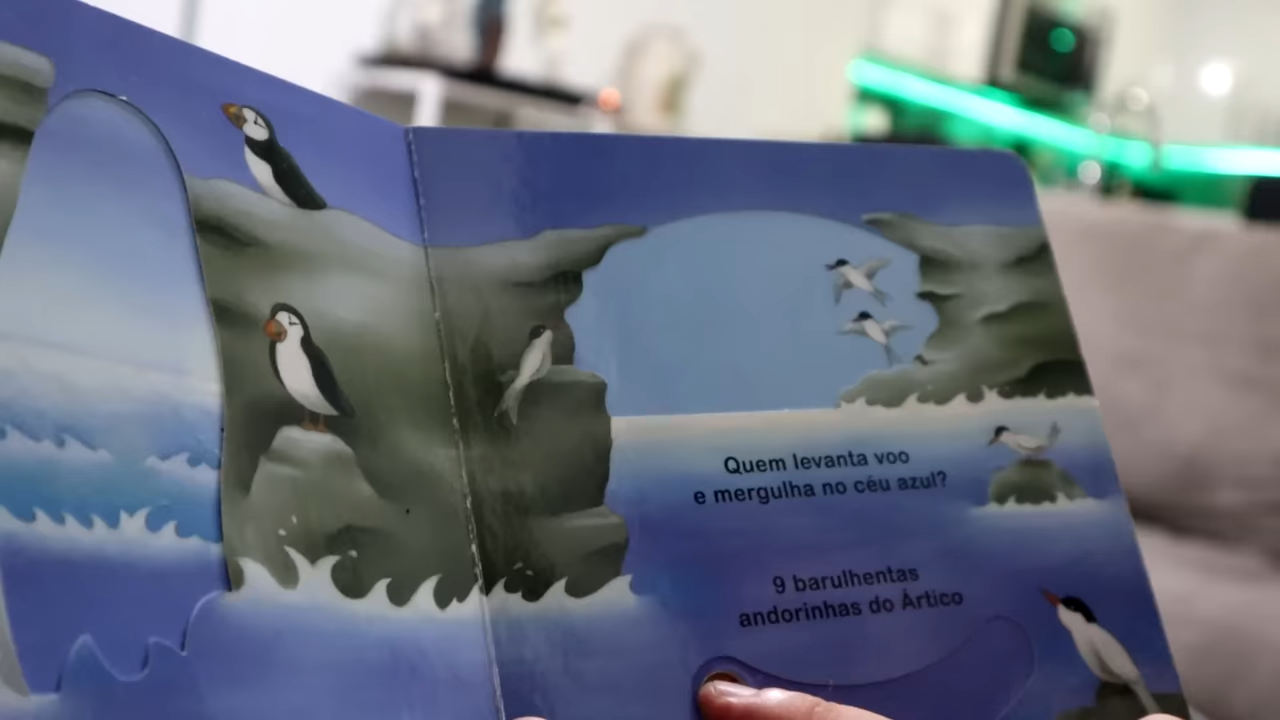 Quem levanta voo
e mergulha no céu azul?
9 barulhentas
andorinhas do Ártico